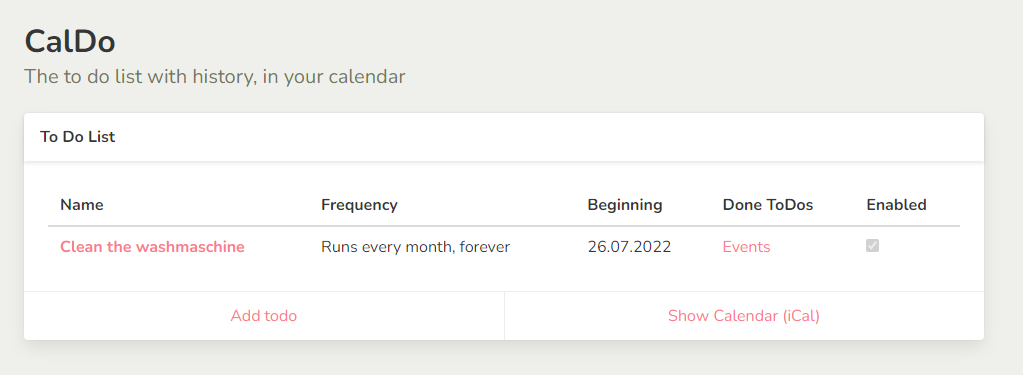 CalDo
The to do list with history, in your calendar
To Do List
Name Frequency Beginning Done ToDos Enabled
Clean the washmaschine Runs every month, forever 26.07.2022 Events
Add todo Show Calendar (iCal)